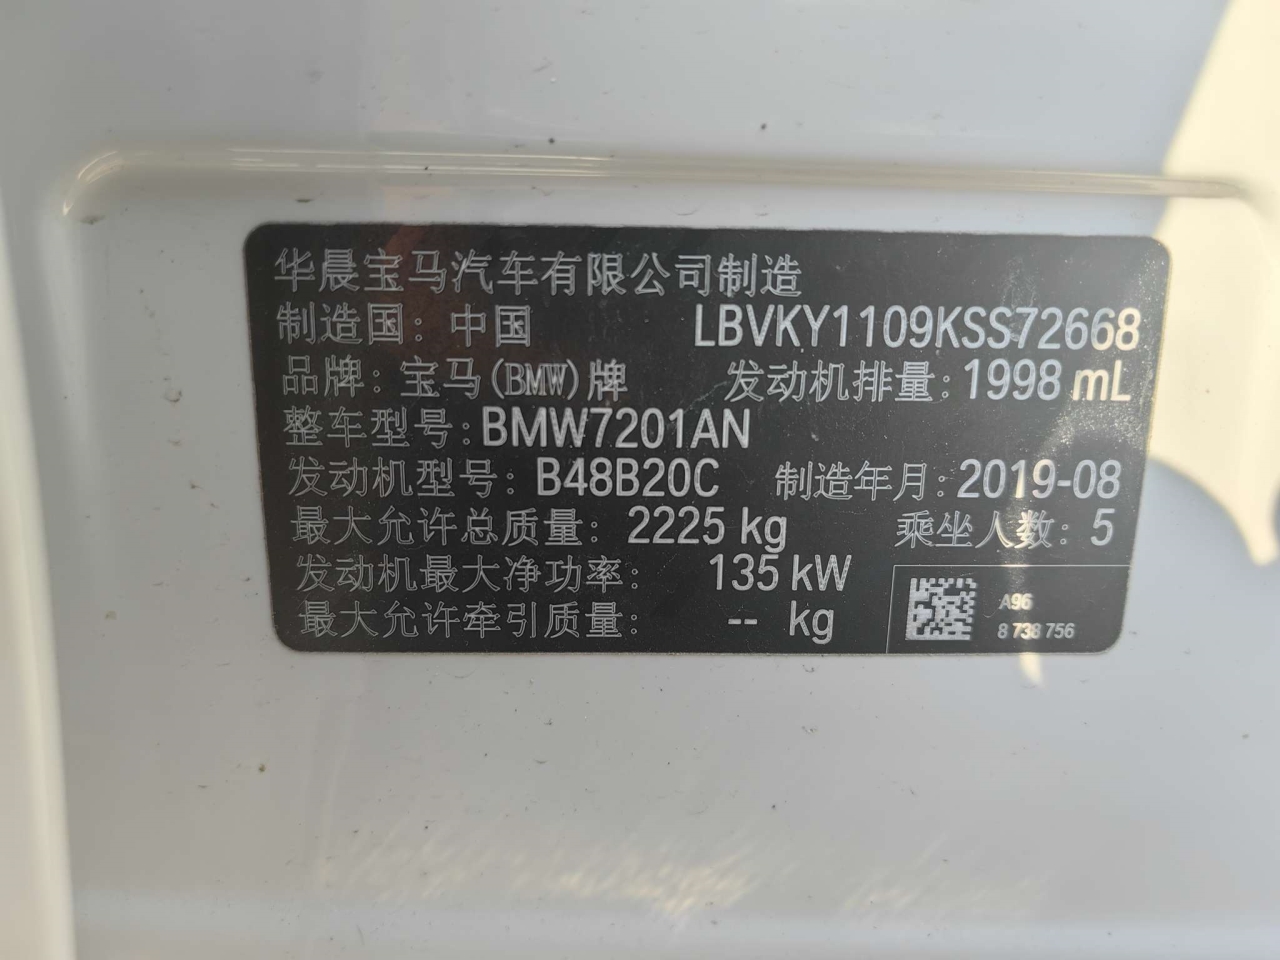 华晨宝马汽车有限公司制造
制造国：中国 LBVKY1109KSS72668
品牌：宝马(BMW)牌 发动机排量：1998 mL
整车型号：BMW7201AN
发动机型号：B48B20C 制造年月：2019-08
最大允许总质量：2225 kg 乘坐人数：5
发动机最大净功率：135 kW
最大允许牵引质量：-- kg
A96
8 738 756